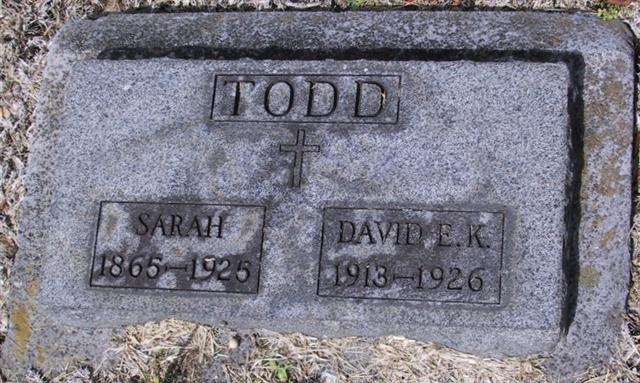 TODD
SARAH
1865-1925
DAVID E.K.
1913-1926